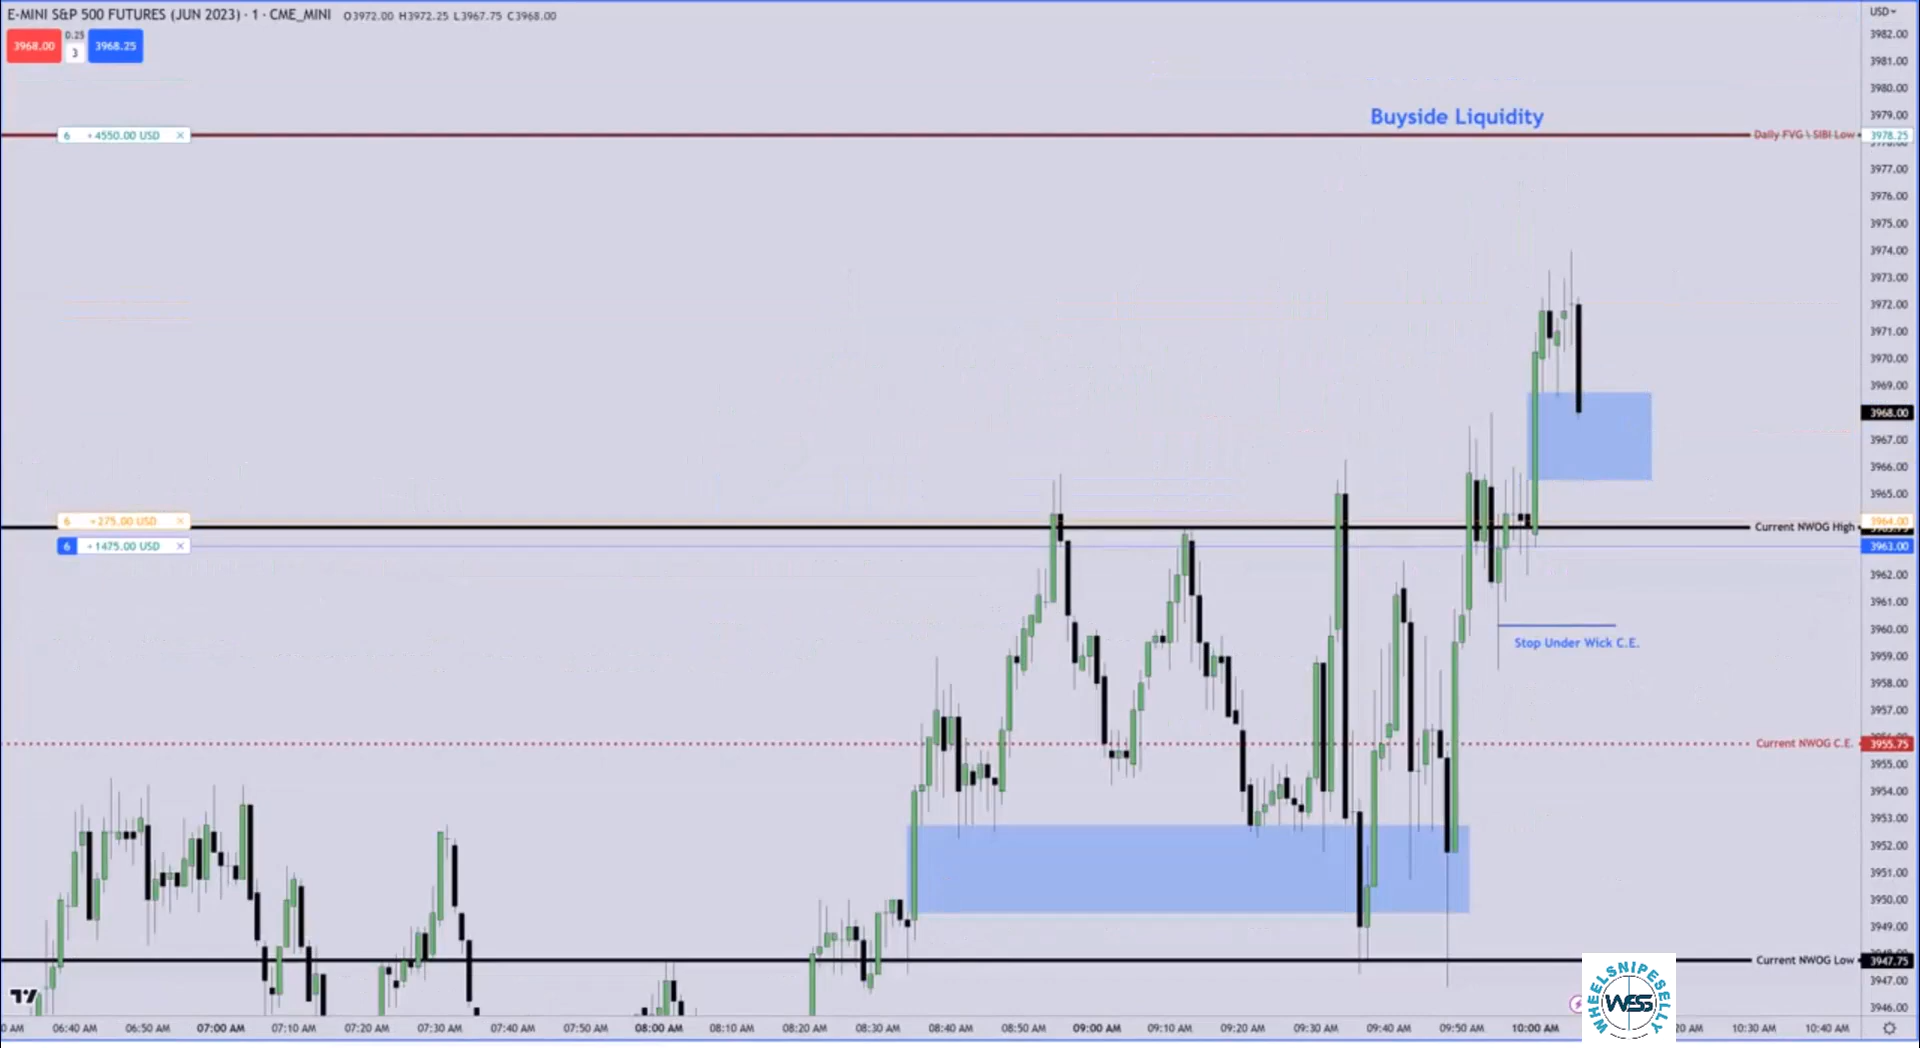 E-MINI S&P 500 FUTURES (JUN 2023) · 1 · CME_MINI O3972.00 H3972.25 L3967.75 C3968.00
USD
3968.00 0.25 3 3968.25
3982.00
3981.00
3980.00
Buyside Liquidity
3979.00
6 +4550.00 USD × Daily FVG \ SIBI Low 3978.25
3977.00
3976.00
3975.00
3974.00
3973.00
3972.00
3971.00
3970.00
3969.00
3968.00
3967.00
3966.00
3965.00
6 +275.00 USD × 3964.00
Current NWOG High
6 +1475.00 USD × 3963.00
3962.00
3961.00
3960.00
Stop Under Wick C.E.
3959.00
3958.00
3957.00
Current NWOG C.E. 3955.75
3955.00
3954.00
3953.00
3952.00
3951.00
3950.00
3949.00
Current NWOG Low 3947.75
3947.00
3946.00
WHEELSNIPESELLY
WSS
0 AM 06:40 AM 06:50 AM 07:00 AM 07:10 AM 07:20 AM 07:30 AM 07:40 AM 07:50 AM 08:00 AM 08:10 AM 08:20 AM 08:30 AM 08:40 AM 08:50 AM 09:00 AM 09:10 AM 09:20 AM 09:30 AM 09:40 AM 09:50 AM 10:00 AM 20 AM 10:30 AM 10:40 AM